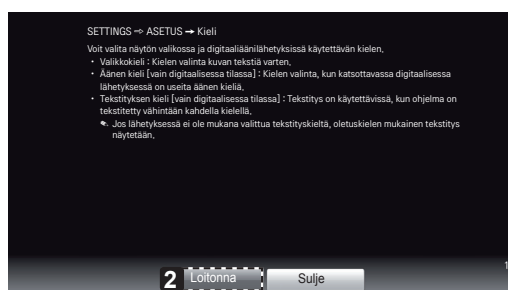 SETTINGS ➾ ASETUS ➙ Kieli
Voit valita näytön valikossa ja digitaaliäänilähetyksissä käytettävän kielen.
• Valikkokieli : Kielen valinta kuvan tekstiä varten.
• Äänen kieli [vain digitaalisessa tilassa] : Kielen valinta, kun katsottavassa digitaalisessa
lähetyksessä on useita äänen kieliä.
• Tekstityksen kieli [vain digitaalisessa tilassa] : Tekstitys on käytettävissä, kun ohjelma on
tekstitetty vähintään kahdella kielellä.
✎ Jos lähetyksessä ei ole mukana valittua tekstityskieltä, oletuskielen mukainen tekstitys
näytetään.
1
2 Loitonna Sulje